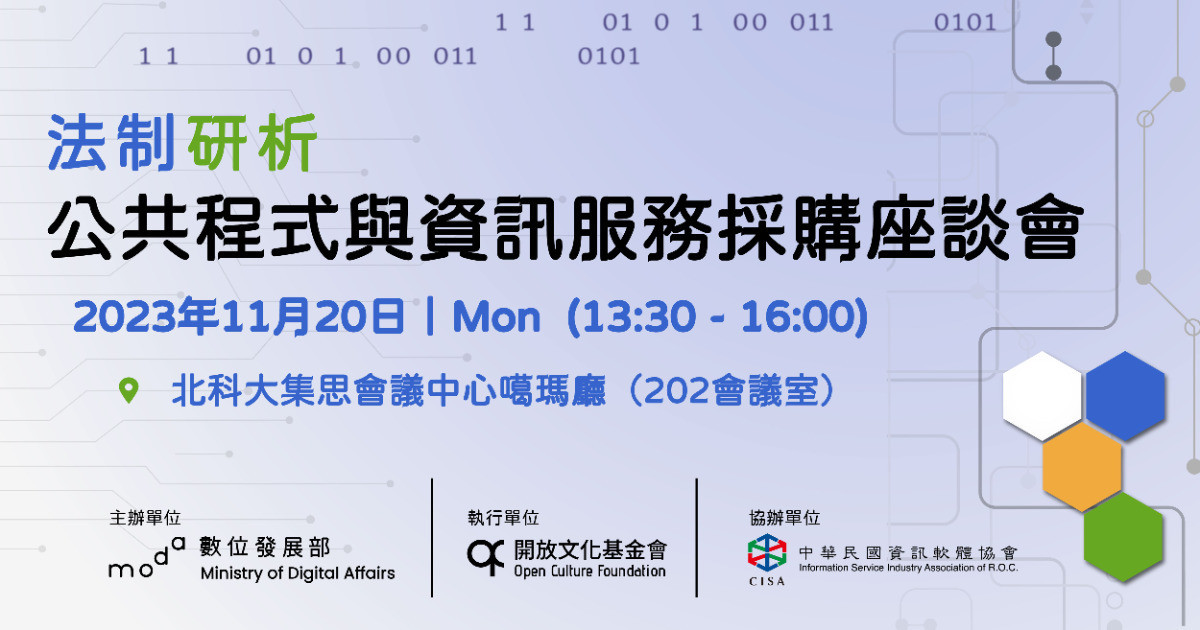 1 1 01 0 1 00 011 0101
1 1 01 0 1 00 011 0101
法制研析
公共程式與資訊服務採購座談會
2023年11月20日 | Mon (13:30 - 16:00)
北科大集思會議中心噶瑪廳（202會議室）
主辦單位
moda 數位發展部
Ministry of Digital Affairs
執行單位
開放文化基金會
Open Culture Foundation
協辦單位
中華民國資訊軟體協會
Information Service Industry Association of R.O.C.
CISA